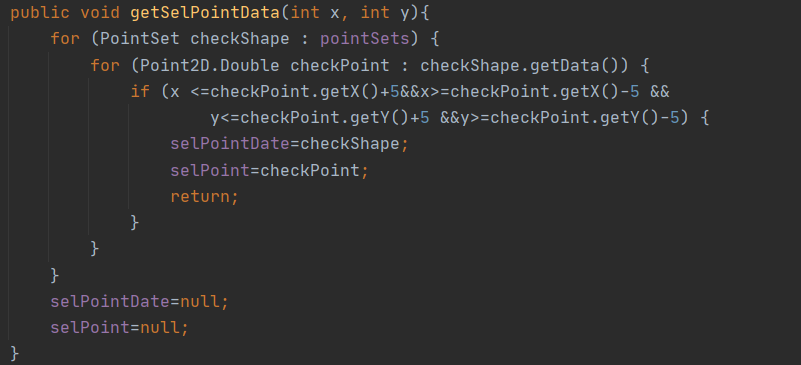 public void getSelPointData(int x, int y){
    for (PointSet checkShape : pointSets) {
        for (Point2D.Double checkPoint : checkShape.getData()) {
            if (x <=checkPoint.getX()+5&&x>=checkPoint.getX()-5 &&
                    y<=checkPoint.getY()+5 &&y>=checkPoint.getY()-5) {
                selPointDate=checkShape;
                selPoint=checkPoint;
                return;
            }
        }
    }
    selPointDate=null;
    selPoint=null;
}